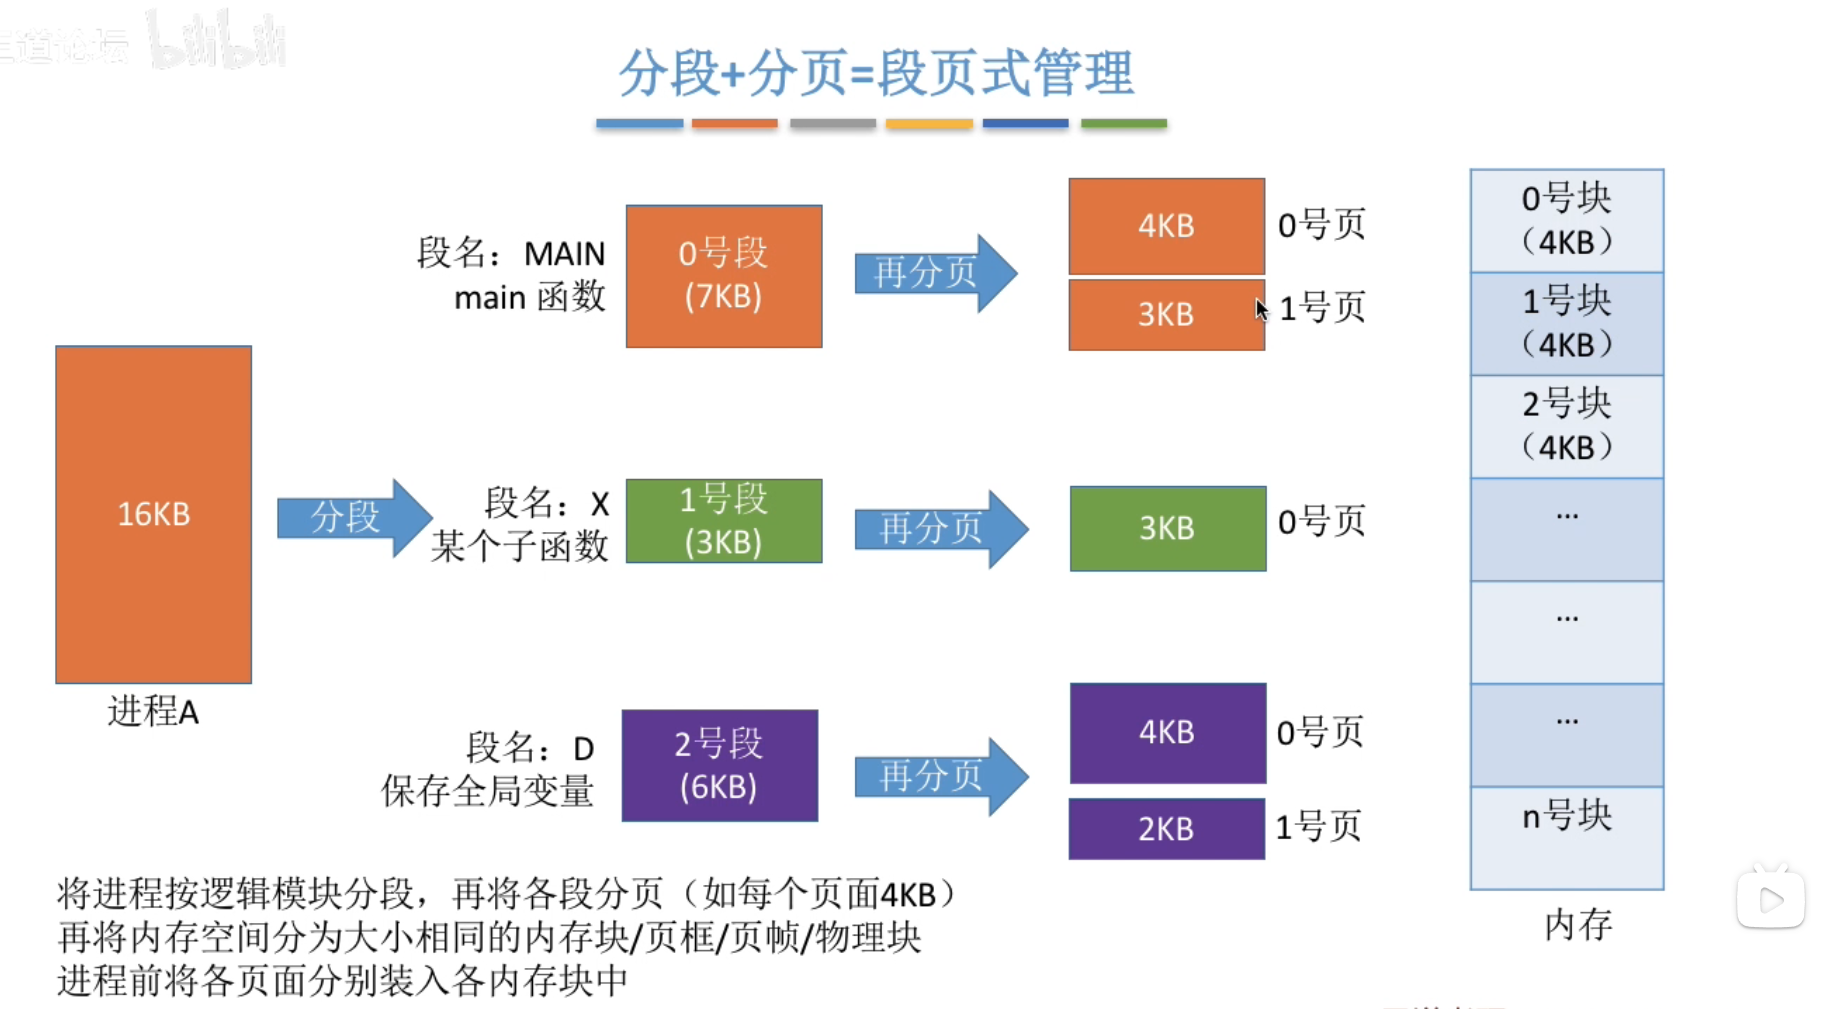 道论坛 bilibili
分段+分页=段页式管理
段名：MAIN
main 函数
0号段
(7KB)
再分页
4KB
0号页
3KB
1号页
16KB
进程A
分段
段名：X
某个子函数
1号段
(3KB)
再分页
3KB
0号页
段名：D
保存全局变量
2号段
(6KB)
再分页
4KB
0号页
2KB
1号页
0号块
（4KB）
1号块
（4KB）
2号块
（4KB）
...
...
...
n号块
内存
将进程按逻辑模块分段，再将各段分页（如每个页面4KB）
再将内存空间分为大小相同的内存块/页框/页帧/物理块
进程前将各页面分别装入各内存块中